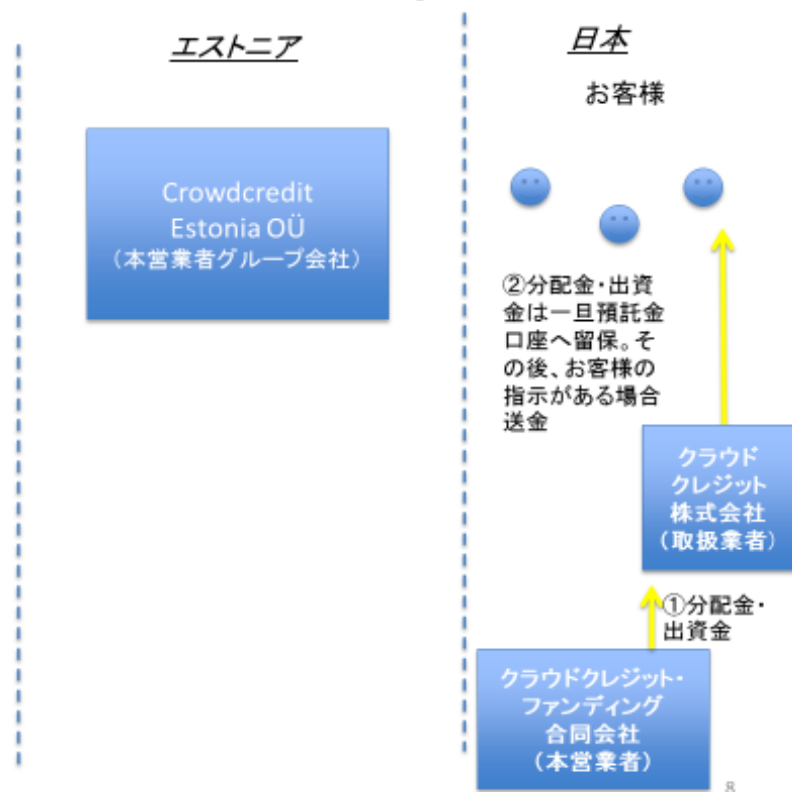 エストニア
日本
お客様
Crowdcredit
Estonia OÜ
（本営業者グループ会社）
②分配金・出資
金は一旦預託金
口座へ留保。そ
の後、お客様の
指示がある場合
送金
クラウド
クレジット
株式会社
（取扱業者）
①分配金・
出資金
クラウドクレジット・
ファンディング
合同会社
（本営業者）
8